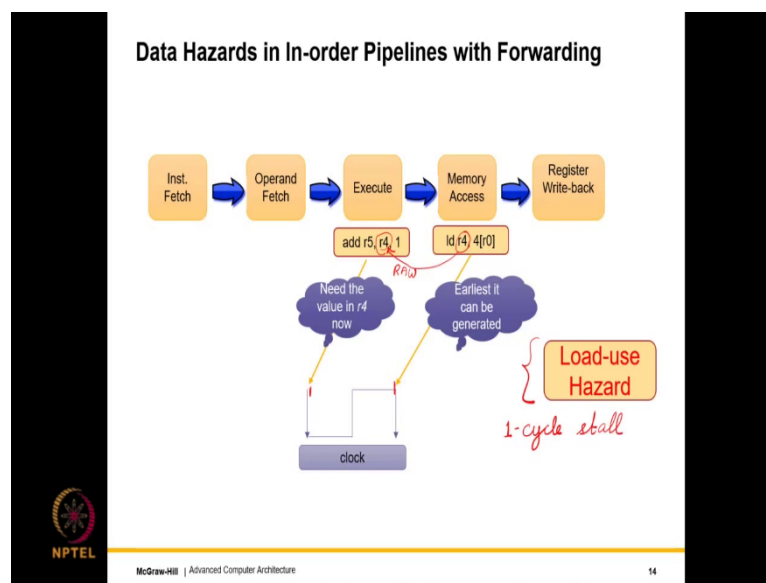 Data Hazards in In-order Pipelines with Forwarding
Inst.
Fetch
Operand
Fetch
Execute
Memory
Access
Register
Write-back
add r5, r4, 1
ld r4, 4[r0]
RAW
Need the
value in r4
now
Earliest it
can be
generated
Load-use
Hazard
1-cycle stall
clock
NPTEL
McGraw-Hill | Advanced Computer Architecture
14